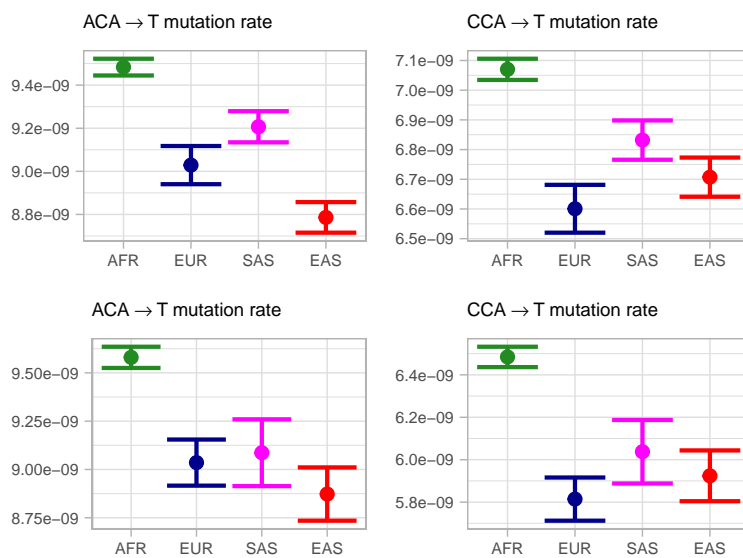 ACA → T mutation rate
9.4e−09
9.2e−09
9.0e−09
8.8e−09
AFR EUR SAS EAS
CCA → T mutation rate
7.1e−09
7.0e−09
6.9e−09
6.8e−09
6.7e−09
6.6e−09
6.5e−09
AFR EUR SAS EAS
ACA → T mutation rate
9.50e−09
9.25e−09
9.00e−09
8.75e−09
AFR EUR SAS EAS
CCA → T mutation rate
6.4e−09
6.2e−09
6.0e−09
5.8e−09
AFR EUR SAS EAS